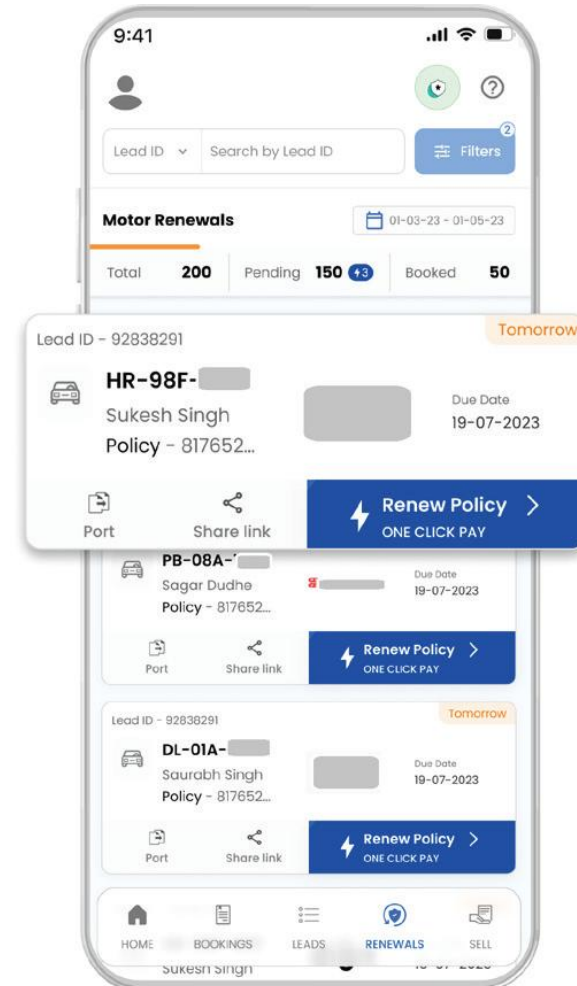 9:41
Lead ID
Search by Lead ID
Filters
2
Motor Renewals
01-03-23 - 01-05-23
Total 200
Pending 150
3
Booked 50
Lead ID - 92838291
Tomorrow
HR-98F-
Sukesh Singh
Policy - 817652...
Due Date
19-07-2023
Port
Share link
Renew Policy
ONE CLICK PAY
PB-08A-
Sagar Dudhe
Policy - 817652...
Due Date
19-07-2023
Port
Share link
Renew Policy
ONE CLICK PAY
Lead ID - 92838291
Tomorrow
DL-01A-
Saurabh Singh
Policy - 817652...
Due Date
19-07-2023
Port
Share link
Renew Policy
ONE CLICK PAY
HOME
BOOKINGS
LEADS
RENEWALS
SELL
Sukesh Singh